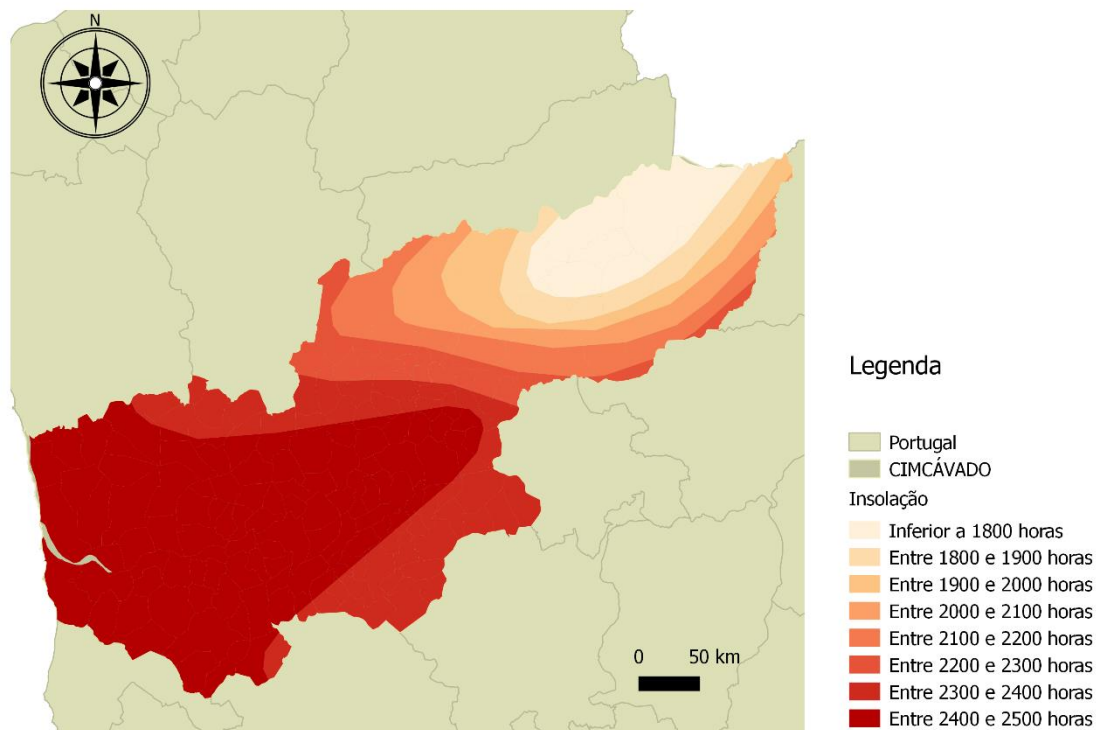 N
Legenda
Portugal
CIMCÁVADO
Insolação
Inferior a 1800 horas
Entre 1800 e 1900 horas
Entre 1900 e 2000 horas
Entre 2000 e 2100 horas
Entre 2100 e 2200 horas
Entre 2200 e 2300 horas
Entre 2300 e 2400 horas
Entre 2400 e 2500 horas
0 50 km